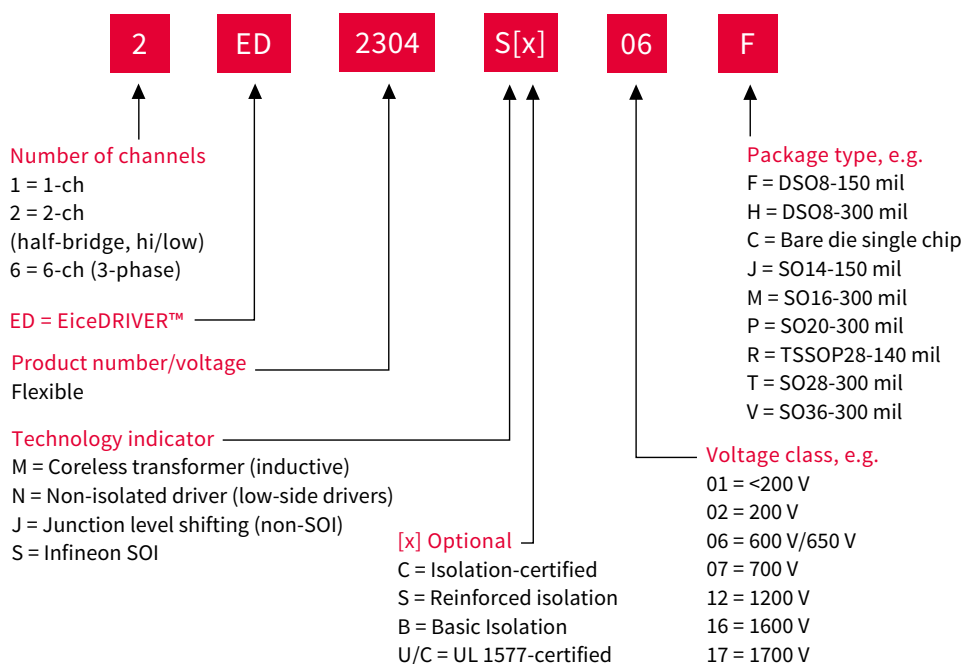 2 ED 2304 S[x] 06 F
Number of channels
1 = 1-ch
2 = 2-ch
(half-bridge, hi/low)
6 = 6-ch (3-phase)
ED = EiceDRIVER™
Product number/voltage
Flexible
Technology indicator
M = Coreless transformer (inductive)
N = Non-isolated driver (low-side drivers)
J = Junction level shifting (non-SOI)
S = Infineon SOI
[x] Optional
C = Isolation-certified
S = Reinforced isolation
B = Basic Isolation
U/C = UL 1577-certified
Package type, e.g.
F = DSO8-150 mil
H = DSO8-300 mil
C = Bare die single chip
J = SO14-150 mil
M = SO16-300 mil
P = SO20-300 mil
R = TSSOP28-140 mil
T = SO28-300 mil
V = SO36-300 mil
Voltage class, e.g.
01 = <200 V
02 = 200 V
06 = 600 V/650 V
07 = 700 V
12 = 1200 V
16 = 1600 V
17 = 1700 V